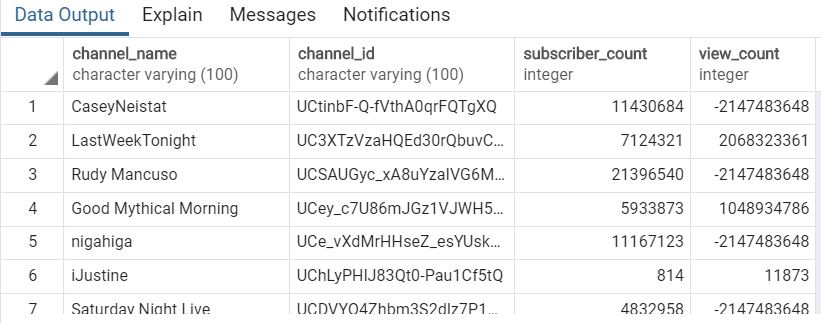 Data Output Explain Messages Notifications
channel_name channel_id subscriber_count view_count
character varying (100) character varying (100) integer integer
1 CaseyNeistat UCtinbF-Q-fVthA0qrFQTgXQ 11430684 -2147483648
2 LastWeekTonight UC3XTzVzaHQEd30rQbuvC... 7124321 2068323361
3 Rudy Mancuso UCSAUGyc_xA8uYzaIVG6M... 21396540 -2147483648
4 Good Mythical Morning UCey_c7U86mJGz1VJWH5... 5933873 1048934786
5 nigahiga UCe_vXdMrHHseZ_esYUsk... 11167123 -2147483648
6 iJustine UChLyPHIJ83Qt0-Pau1Cf5tQ 814 11873
7 Saturday Night Live UCDVYO4Zhbm3S2dlz7P1... 4832958 -2147483648